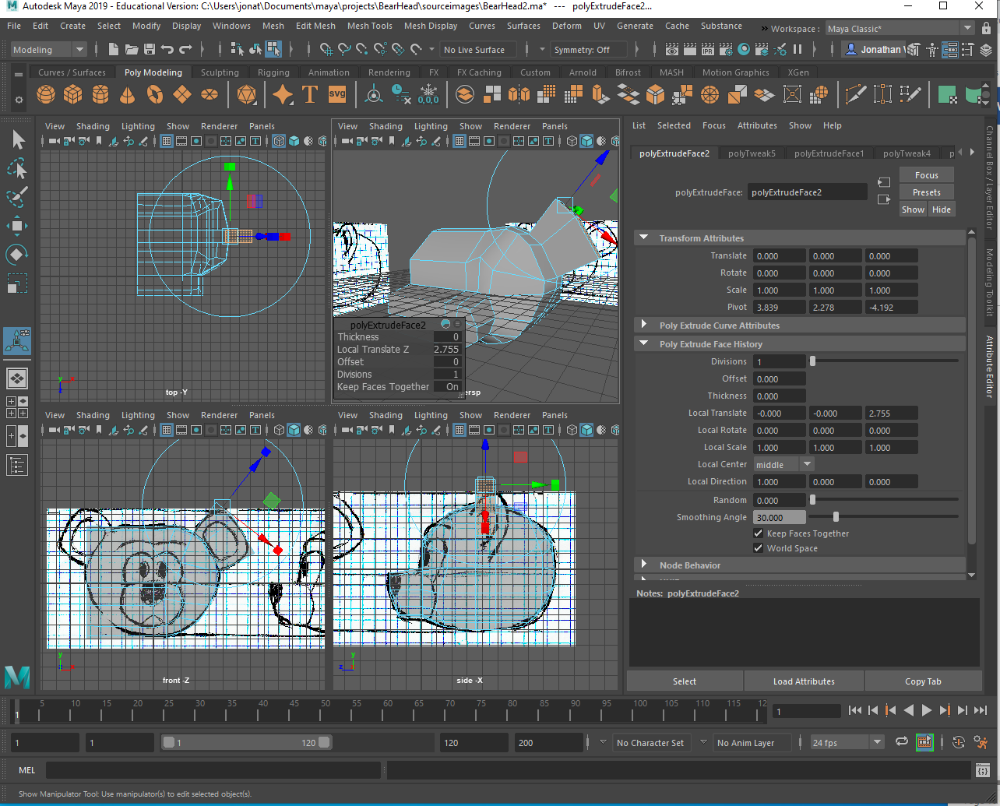 Autodesk Maya 2019 - Educational Version: C:\Users\jonat\Documents\maya\projects\BearHead\sourceimages\BearHead2.ma* --- polyExtrudeFace2...
File Edit Create Select Modify Display Windows Mesh Edit Mesh Mesh Tools Mesh Display Curves Surfaces Deform UV Generate Cache Substance » Workspace : Maya Classic*
Modeling No Live Surface Symmetry: Off IPR Jonathan
Curves / Surfaces Poly Modeling Sculpting Rigging Animation Rendering FX FX Caching Custom Arnold Bifrost MASH Motion Graphics XGen
T svg 0,0,0
View Shading Lighting Show Renderer Panels
View Shading Lighting Show Renderer Panels
List Selected Focus Attributes Show Help
polyExtrudeFace2 polyTweak5 polyExtrudeFace1 polyTweak4 p
polyExtrudeFace: polyExtrudeFace2
Focus
Presets
Show Hide
Transform Attributes
Translate 0.000 0.000 0.000
Rotate 0.000 0.000 0.000
Scale 1.000 1.000 1.000
Pivot 3.839 2.278 -4.192
Poly Extrude Curve Attributes
Poly Extrude Face History
Divisions 1
Offset 0.000
Thickness 0.000
Local Translate -0.000 -0.000 2.755
Local Rotate 0.000 0.000 0.000
Local Scale 1.000 1.000 1.000
Local Center middle
Local Direction 1.000 0.000 0.000
Random 0.000
Smoothing Angle 30.000
Keep Faces Together
World Space
Node Behavior
Notes: polyExtrudeFace2
Select Load Attributes Copy Tab
Channel Box / Layer Editor
Modeling Toolkit
Attribute Editor
polyExtrudeFace2
Thickness 0
Local Translate Z 2.755
Offset 0
Divisions 1
Keep Faces Together On
y
x
z
top -Y
ersp
View Shading Lighting Show Renderer Panels
View Shading Lighting Show Renderer Panels
y
z x
front -Z
y
z
side -X
5 10 15 20 25 30 35 40 45 50 55 60 65 70 75 80 85 90 95 100 105 110 115 12
1
1
1 1 1 120 120 200 No Character Set No Anim Layer 24 fps
MEL
Show Manipulator Tool: Use manipulator(s) to edit selected object(s).